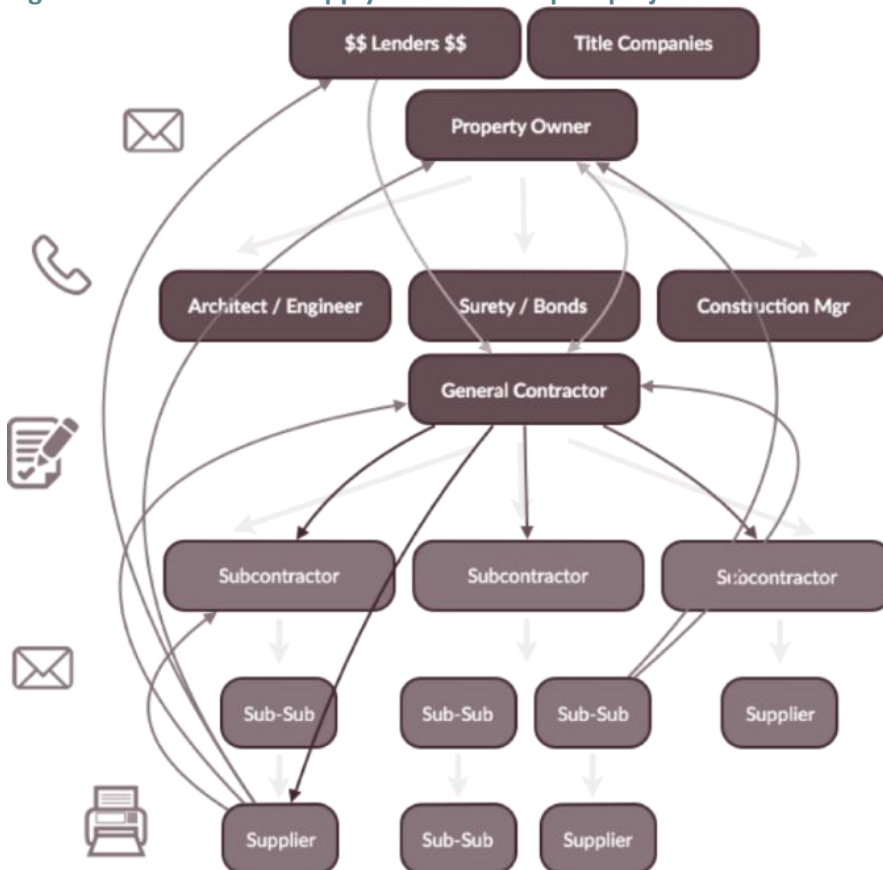 $$ Lenders $$
Title Companies
Property Owner
Architect / Engineer
Surety / Bonds
Construction Mgr
General Contractor
Subcontractor
Subcontractor
Subcontractor
Sub-Sub
Sub-Sub
Sub-Sub
Supplier
Supplier
Sub-Sub
Supplier